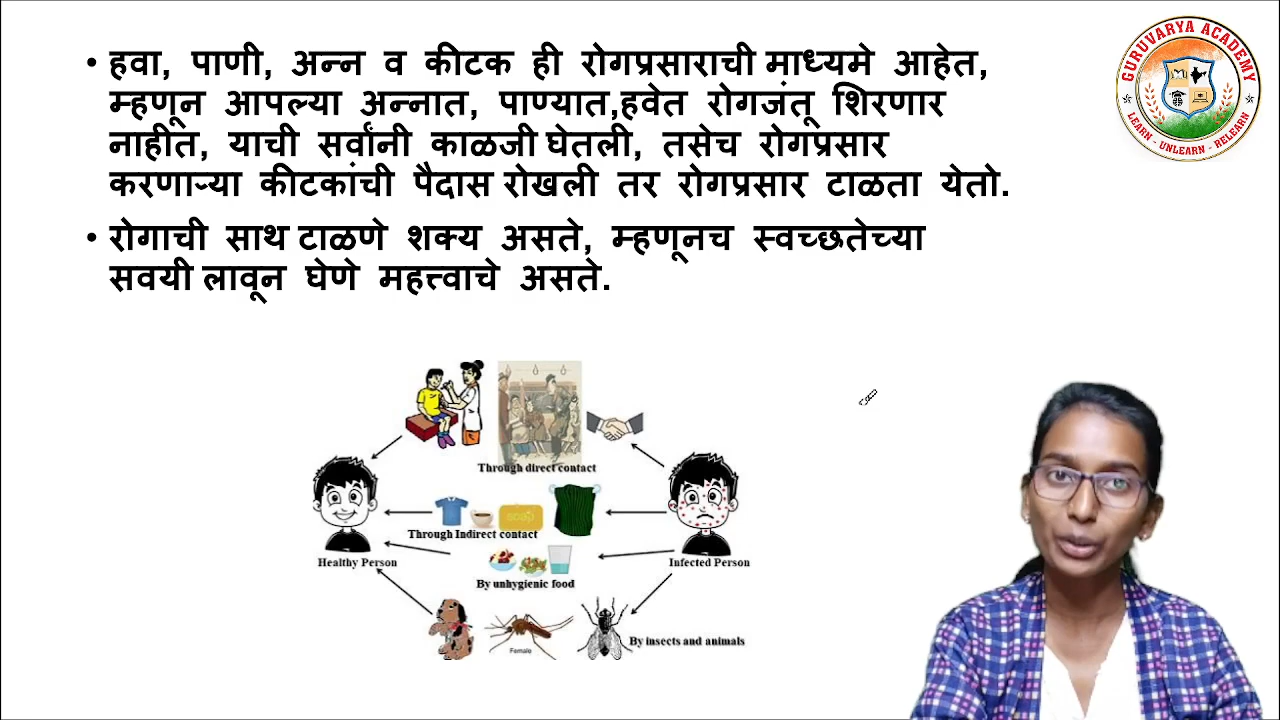 • हवा, पाणी, अन्न व कीटक ही रोगप्रसाराची माध्यमे आहेत,
म्हणून आपल्या अन्नात, पाण्यात,हवेत रोगजंतू शिरणार
नाहीत, याची सर्वांनी काळजी घेतली, तसेच रोगप्रसार
करणाऱ्या कीटकांची पैदास रोखली तर रोगप्रसार टाळता येतो.
• रोगाची साथ टाळणे शक्य असते, म्हणूनच स्वच्छतेच्या
सवयी लावून घेणे महत्त्वाचे असते.
GURUVARYA ACADEMY
LEARN - UNLEARN - RELEARN
Through direct contact
soap
Through Indirect contact
Healthy Person
Infected Person
By unhygienic food
By insects and animals
Female